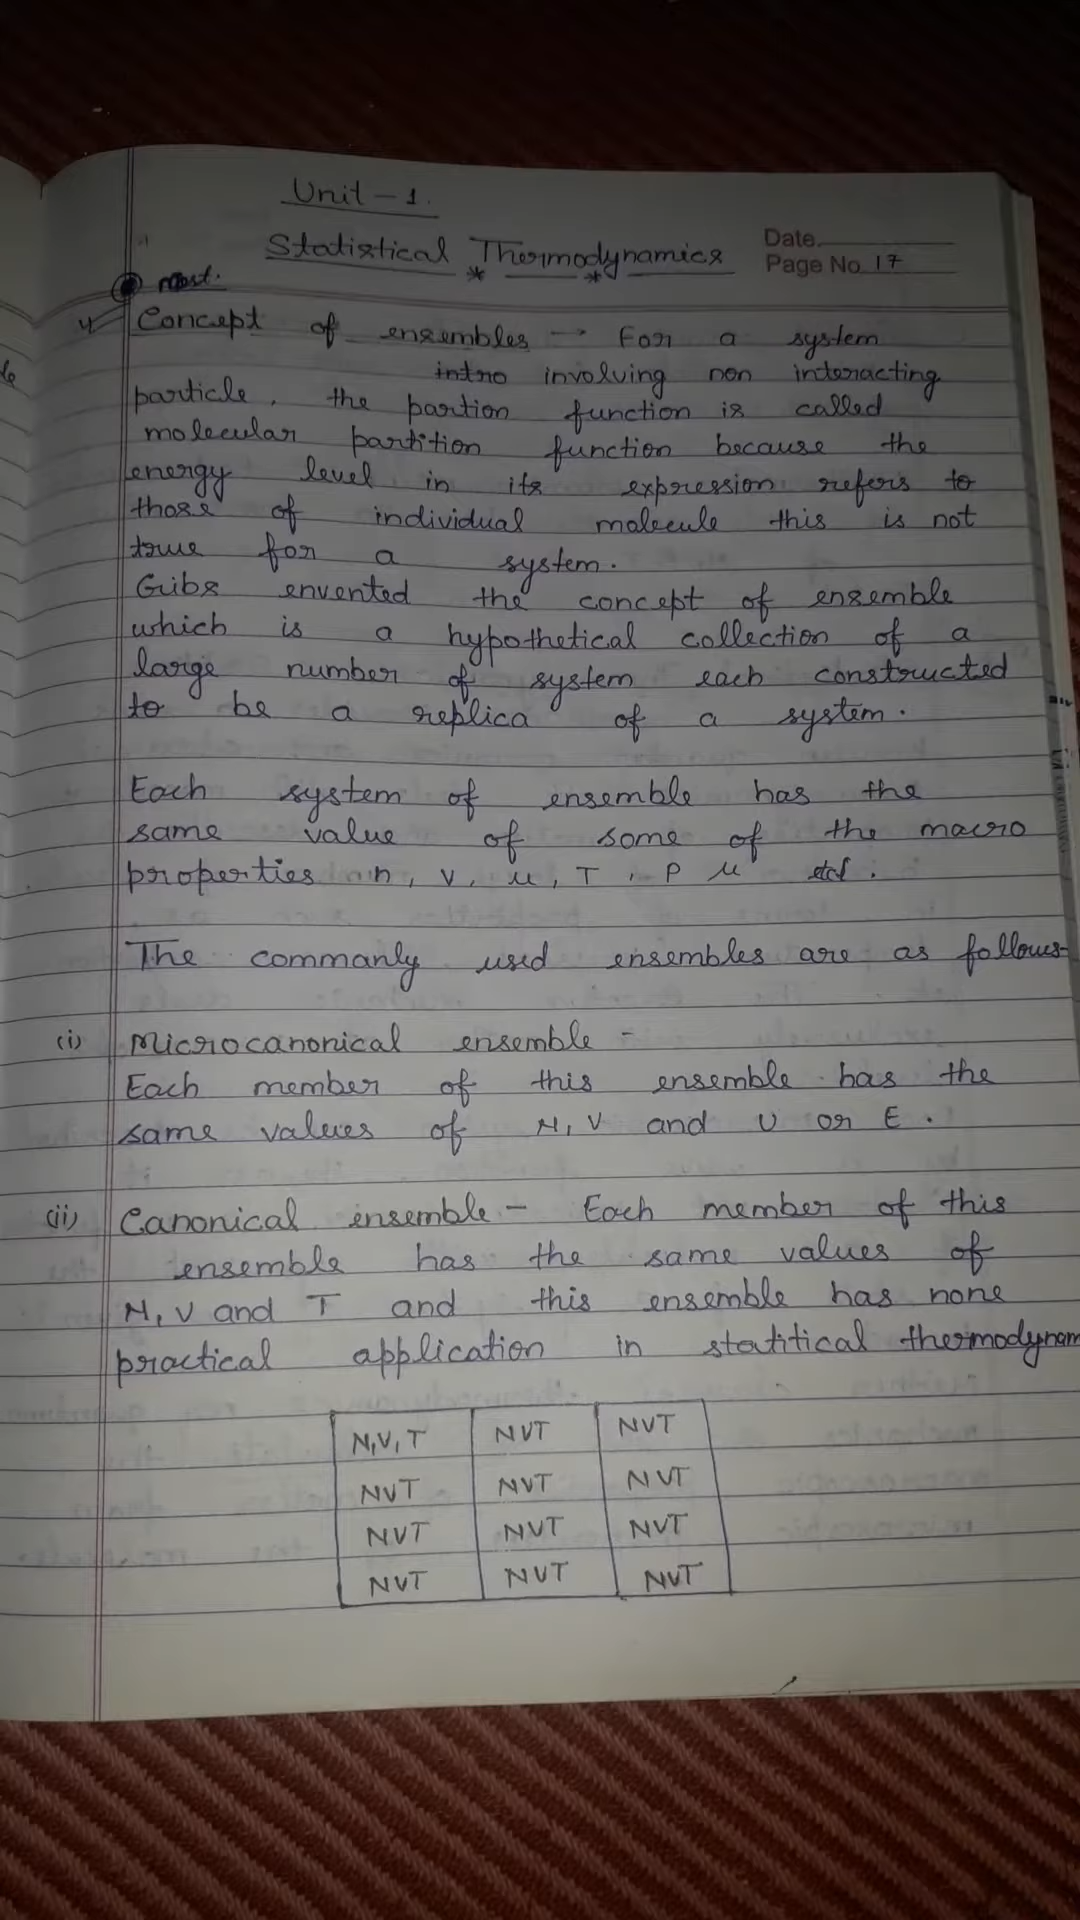 Unit - 1.
Statistical Thermodynamics
Date
Page No. 17
most.
Concept of ensembles → For a system
intro involving non interacting
particle, the partion function is called
molecular partition function because the
energy level in its expression refers to
those of individual molecule this is not
true for a system.
Gibs envented the concept of ensemble
which is a hypothetical collection of a
large number of system each constructed
to be a replica of a system.
Each system of ensemble has the
same value of some of the macro
properties n, V, u, T, P μ etc.
The commanly used ensembles are as follows-
(i) Microcanonical ensemble -
Each member of this ensemble has the
same values of N, V and U or E.
(ii) Canonical ensemble - Each member of this
ensemble has the same values of
N, V and T and this ensemble has none
practical application in statitical thermodynam
N,V,T NVT NVT
NVT NVT NVT
NVT NVT NVT
NVT NVT NVT